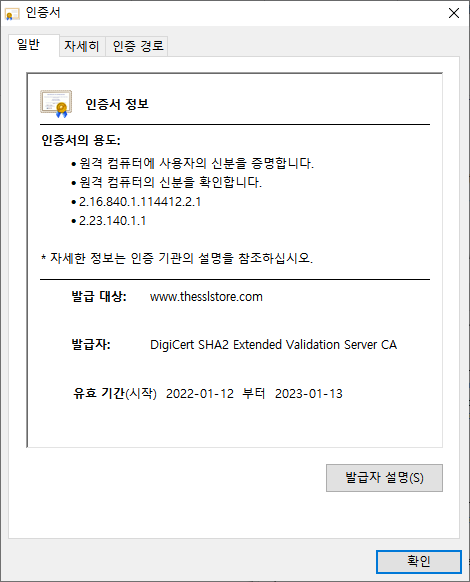 인증서
일반 자세히 인증 경로
인증서 정보
인증서의 용도:
• 원격 컴퓨터에 사용자의 신분을 증명합니다.
• 원격 컴퓨터의 신분을 확인합니다.
• 2.16.840.1.114412.2.1
• 2.23.140.1.1
* 자세한 정보는 인증 기관의 설명을 참조하십시오.
발급 대상: www.thesslstore.com
발급자: DigiCert SHA2 Extended Validation Server CA
유효 기간(시작) 2022-01-12 부터 2023-01-13
발급자 설명(S)
확인